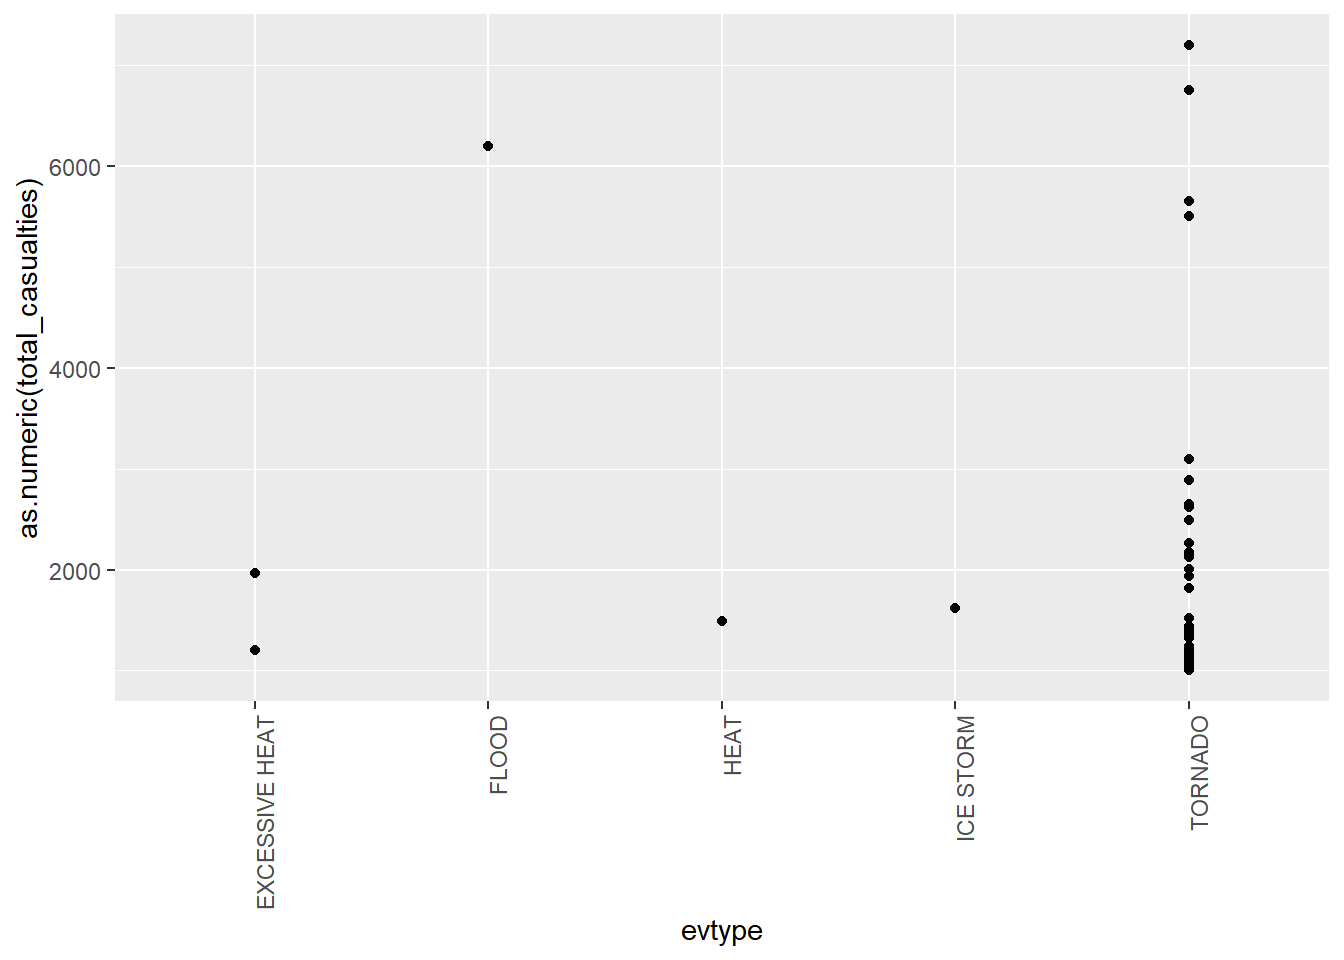 as.numeric(total_casualties)
6000
4000
2000
EXCESSIVE HEAT
FLOOD
HEAT
ICE STORM
TORNADO
evtype